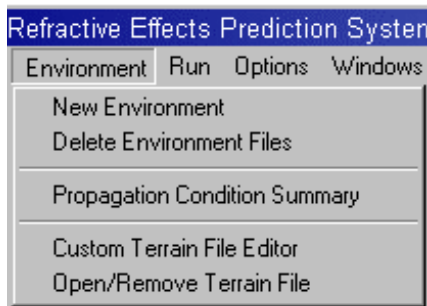 Refractive Effects Prediction System
Environment Run Options Windows
New Environment
Delete Environment Files
Propagation Condition Summary
Custom Terrain File Editor
Open/Remove Terrain File